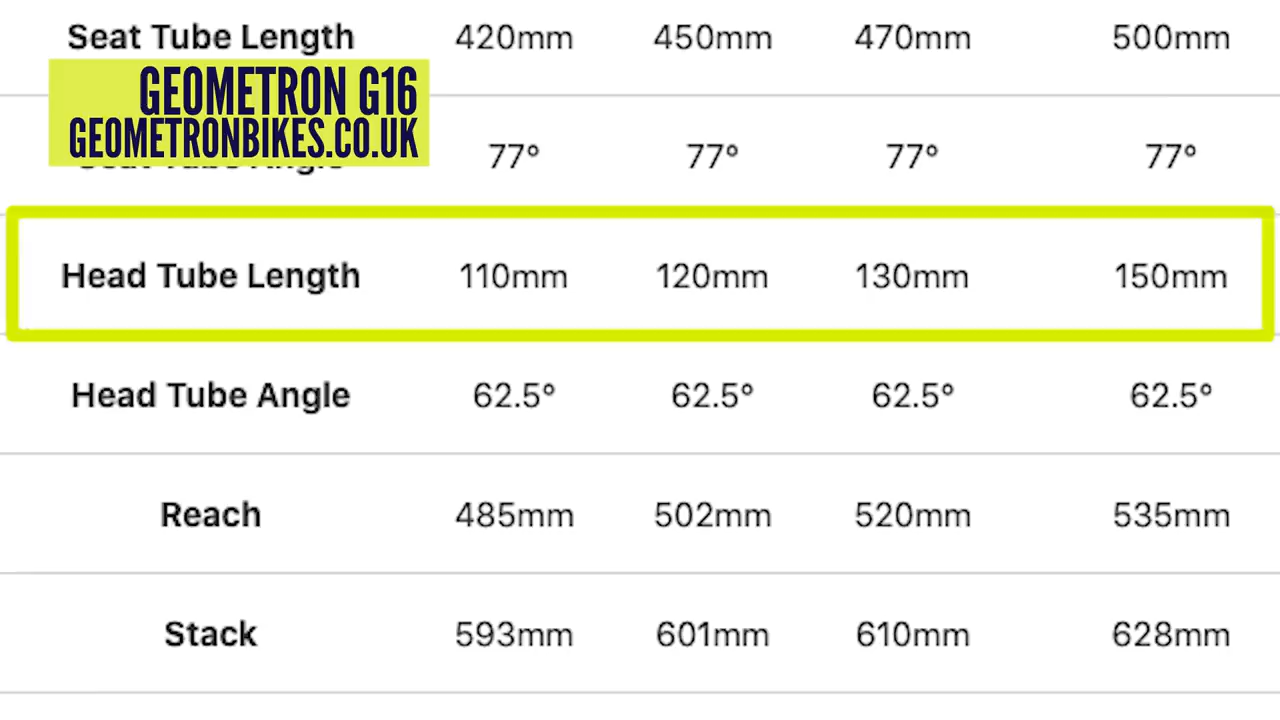 Seat Tube Length 420mm 450mm 470mm 500mm
GEOMETRON G16
GEOMETRONBIKES.CO.UK
77° 77° 77° 77°
Head Tube Length 110mm 120mm 130mm 150mm
Head Tube Angle 62.5° 62.5° 62.5° 62.5°
Reach 485mm 502mm 520mm 535mm
Stack 593mm 601mm 610mm 628mm